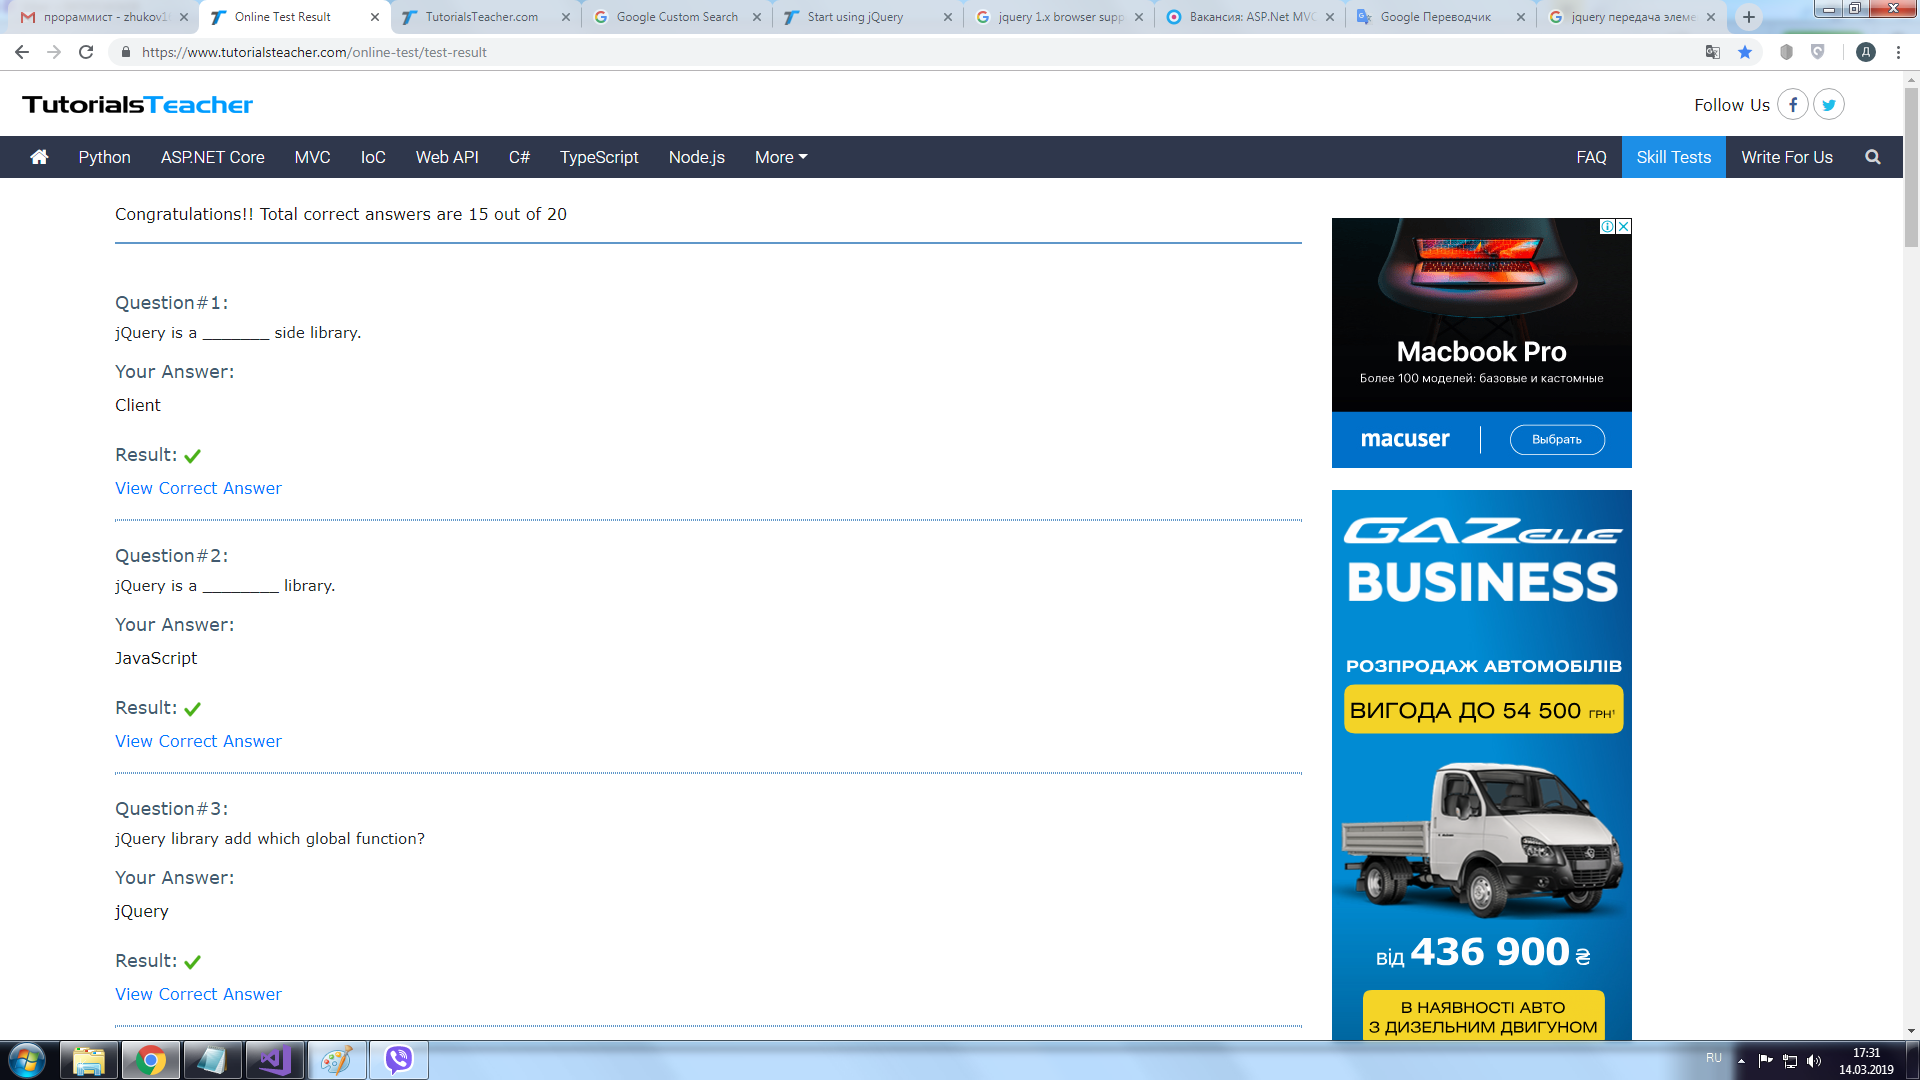 прораммист - zhukov1
Online Test Result
TutorialsTeacher.com
Google Custom Search
Start using jQuery
jquery 1.x browser supp
Вакансия: ASP.Net MVC
Google Переводчик
jquery передача элеме
https://www.tutorialsteacher.com/online-test/test-result
Д
TutorialsTeacher
Follow Us
Python
ASP.NET Core
MVC
IoC
Web API
C#
TypeScript
Node.js
More
FAQ
Skill Tests
Write For Us
Congratulations!! Total correct answers are 15 out of 20
Question#1:
jQuery is a _______ side library.
Your Answer:
Client
Result:
View Correct Answer
Question#2:
jQuery is a ________ library.
Your Answer:
JavaScript
Result:
View Correct Answer
Question#3:
jQuery library add which global function?
Your Answer:
jQuery
Result:
View Correct Answer
Macbook Pro
Более 100 моделей: базовые и кастомные
macuser
Выбрать
GAZelle
BUSINESS
РОЗПРОДАЖ АВТОМОБІЛІВ
ВИГОДА ДО 54 500 ГРН¹
від 436 900 ₴
В НАЯВНОСТІ АВТО
З ДИЗЕЛЬНИМ ДВИГУНОМ
RU
17:31
14.03.2019